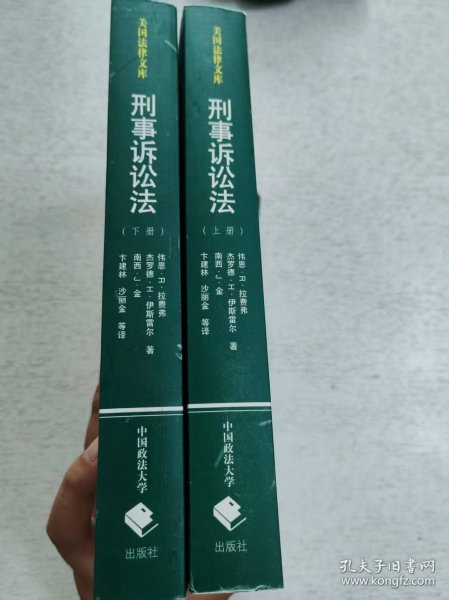 美国法律文库
刑事诉讼法
（下册）
伟恩·R·拉费弗
杰罗德·H·伊斯雷尔 著
南西·J·金
卞建林 沙丽金 等译
中国政法大学
出版社
美国法律文库
刑事诉讼法
（上册）
伟恩·R·拉费弗
杰罗德·H·伊斯雷尔 著
南西·J·金
卞建林 沙丽金 等译
中国政法大学
出版社
孔夫子旧书网
www.kongfz.com